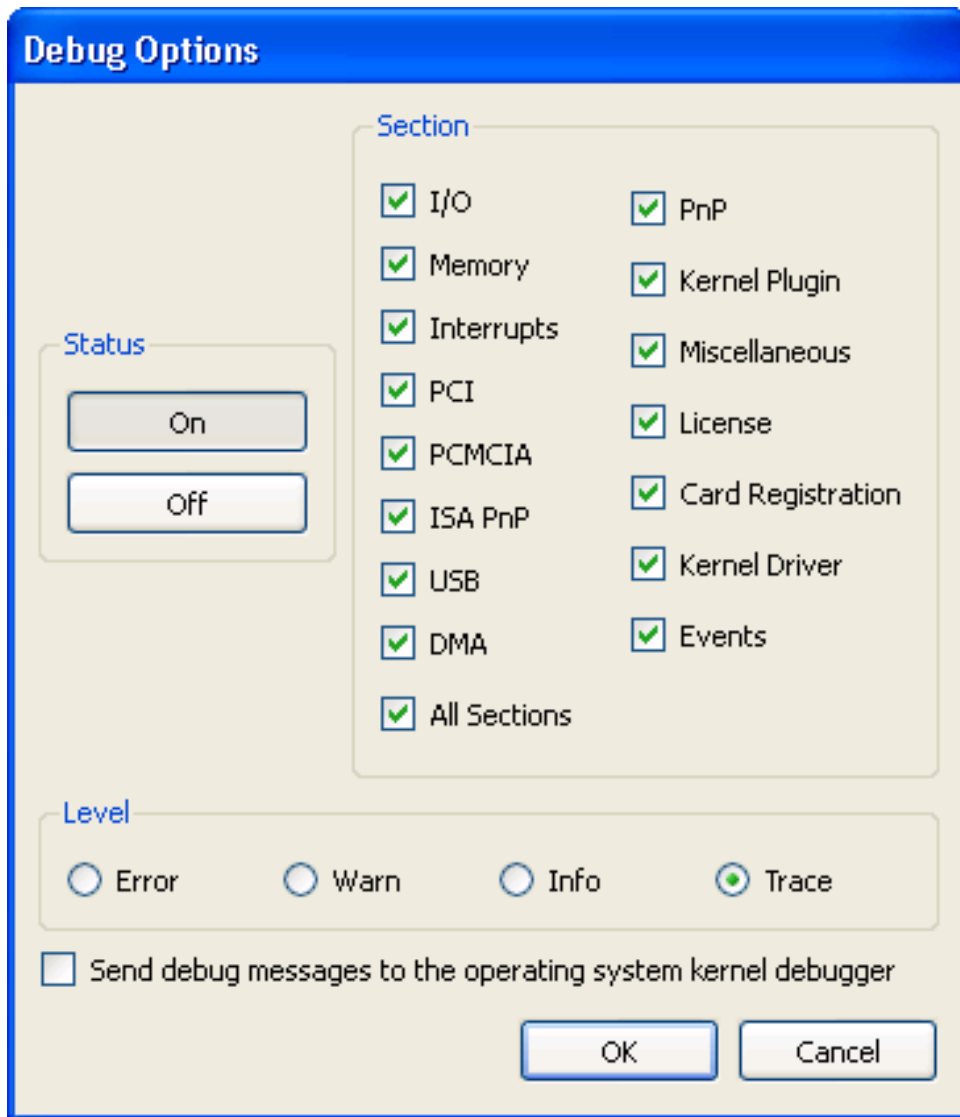 Debug Options
Section
I/O
Memory
Interrupts
PCI
PCMCIA
ISA PnP
USB
DMA
All Sections
PnP
Kernel Plugin
Miscellaneous
License
Card Registration
Kernel Driver
Events
Status
On
Off
Level
Error Warn Info Trace
Send debug messages to the operating system kernel debugger
OK Cancel